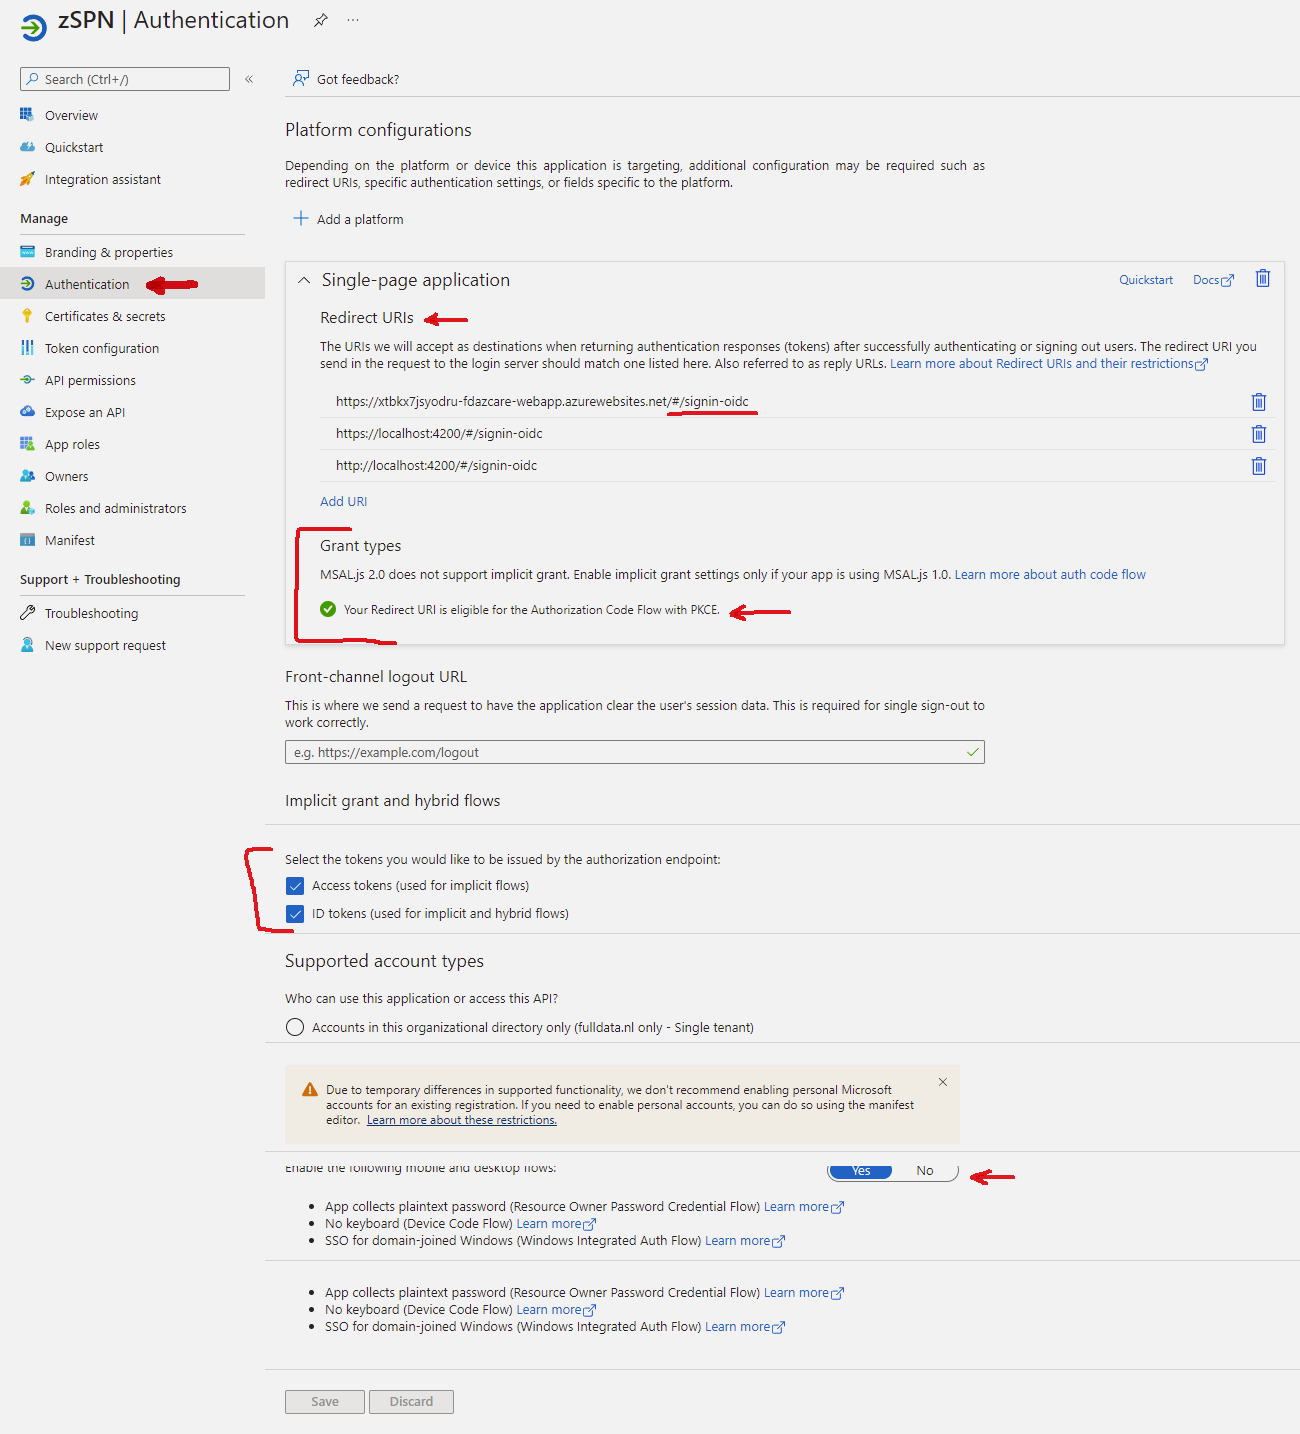 zSPN | Authentication
Search (Ctrl+/)
«
Got feedback?
Overview
Quickstart
Integration assistant
Manage
Branding & properties
Authentication
Certificates & secrets
Token configuration
API permissions
Expose an API
App roles
Owners
Roles and administrators
Manifest
Support + Troubleshooting
Troubleshooting
New support request
Platform configurations
Depending on the platform or device this application is targeting, additional configuration may be required such as
redirect URIs, specific authentication settings, or fields specific to the platform.
Add a platform
Single-page application
Quickstart
Docs
Redirect URIs
The URIs we will accept as destinations when returning authentication responses (tokens) after successfully authenticating or signing out users. The redirect URI you
send in the request to the login server should match one listed here. Also referred to as reply URLs. Learn more about Redirect URIs and their restrictions
https://xtbkx7jsyodru-fdazcare-webapp.azurewebsites.net/#/signin-oidc
https://localhost:4200/#/signin-oidc
http://localhost:4200/#/signin-oidc
Add URI
Grant types
MSAL.js 2.0 does not support implicit grant. Enable implicit grant settings only if your app is using MSAL.js 1.0. Learn more about auth code flow
Your Redirect URI is eligible for the Authorization Code Flow with PKCE.
Front-channel logout URL
This is where we send a request to have the application clear the user's session data. This is required for single sign-out to
work correctly.
e.g. https://example.com/logout
Implicit grant and hybrid flows
Select the tokens you would like to be issued by the authorization endpoint:
Access tokens (used for implicit flows)
ID tokens (used for implicit and hybrid flows)
Supported account types
Who can use this application or access this API?
Accounts in this organizational directory only (fulldata.nl only - Single tenant)
Due to temporary differences in supported functionality, we don't recommend enabling personal Microsoft
accounts for an existing registration. If you need to enable personal accounts, you can do so using the manifest
editor. Learn more about these restrictions.
Enable the following mobile and desktop flows:
Yes
No
App collects plaintext password (Resource Owner Password Credential Flow) Learn more
No keyboard (Device Code Flow) Learn more
SSO for domain-joined Windows (Windows Integrated Auth Flow) Learn more
App collects plaintext password (Resource Owner Password Credential Flow) Learn more
No keyboard (Device Code Flow) Learn more
SSO for domain-joined Windows (Windows Integrated Auth Flow) Learn more
Save
Discard